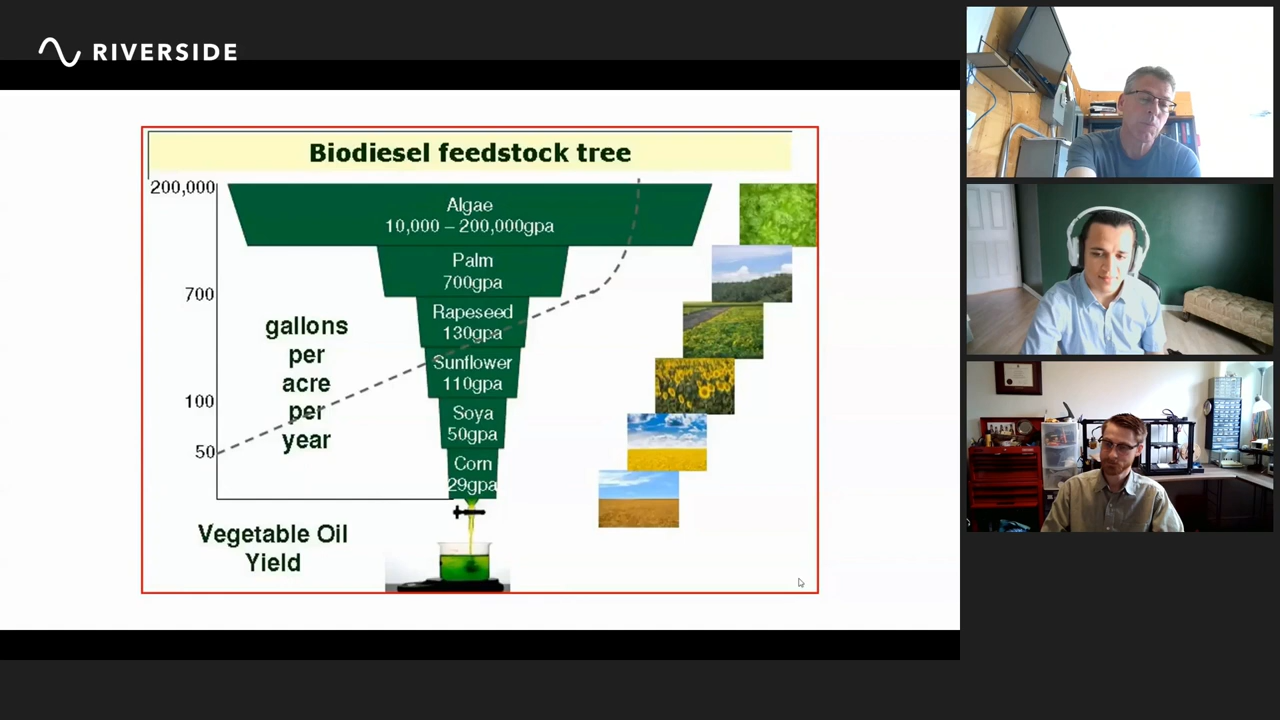 RIVERSIDE
Biodiesel feedstock tree
200,000
Algae
10,000 – 200,000gpa
Palm
700gpa
700
Rapeseed
130gpa
gallons
per
acre
per
year
Sunflower
110gpa
100
Soya
50gpa
50
Corn
29gpa
Vegetable Oil
Yield